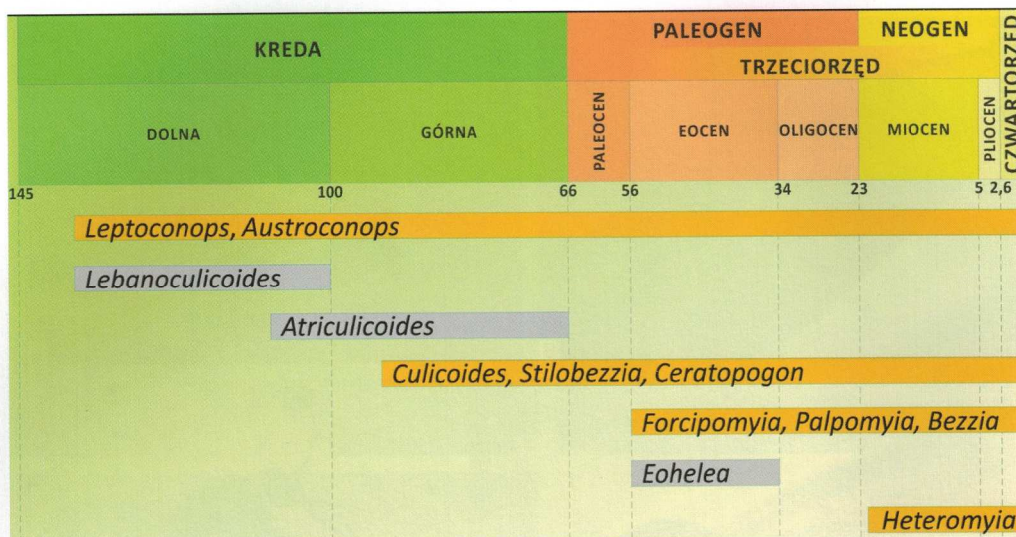 KREDA
PALEOGEN
NEOGEN
TRZECIORZĘD
CZWARTORZĘD
DOLNA
GÓRNA
PALEOCEN
EOCEN
OLIGOCEN
MIOCEN
PLIOCEN
145 100 66 56 34 23 5 2,6
Leptoconops, Austroconops
Lebanoculicoides
Atriculicoides
Culicoides, Stilobezzia, Ceratopogon
Forcipomyia, Palpomyia, Bezzia
Eohelea
Heteromyia